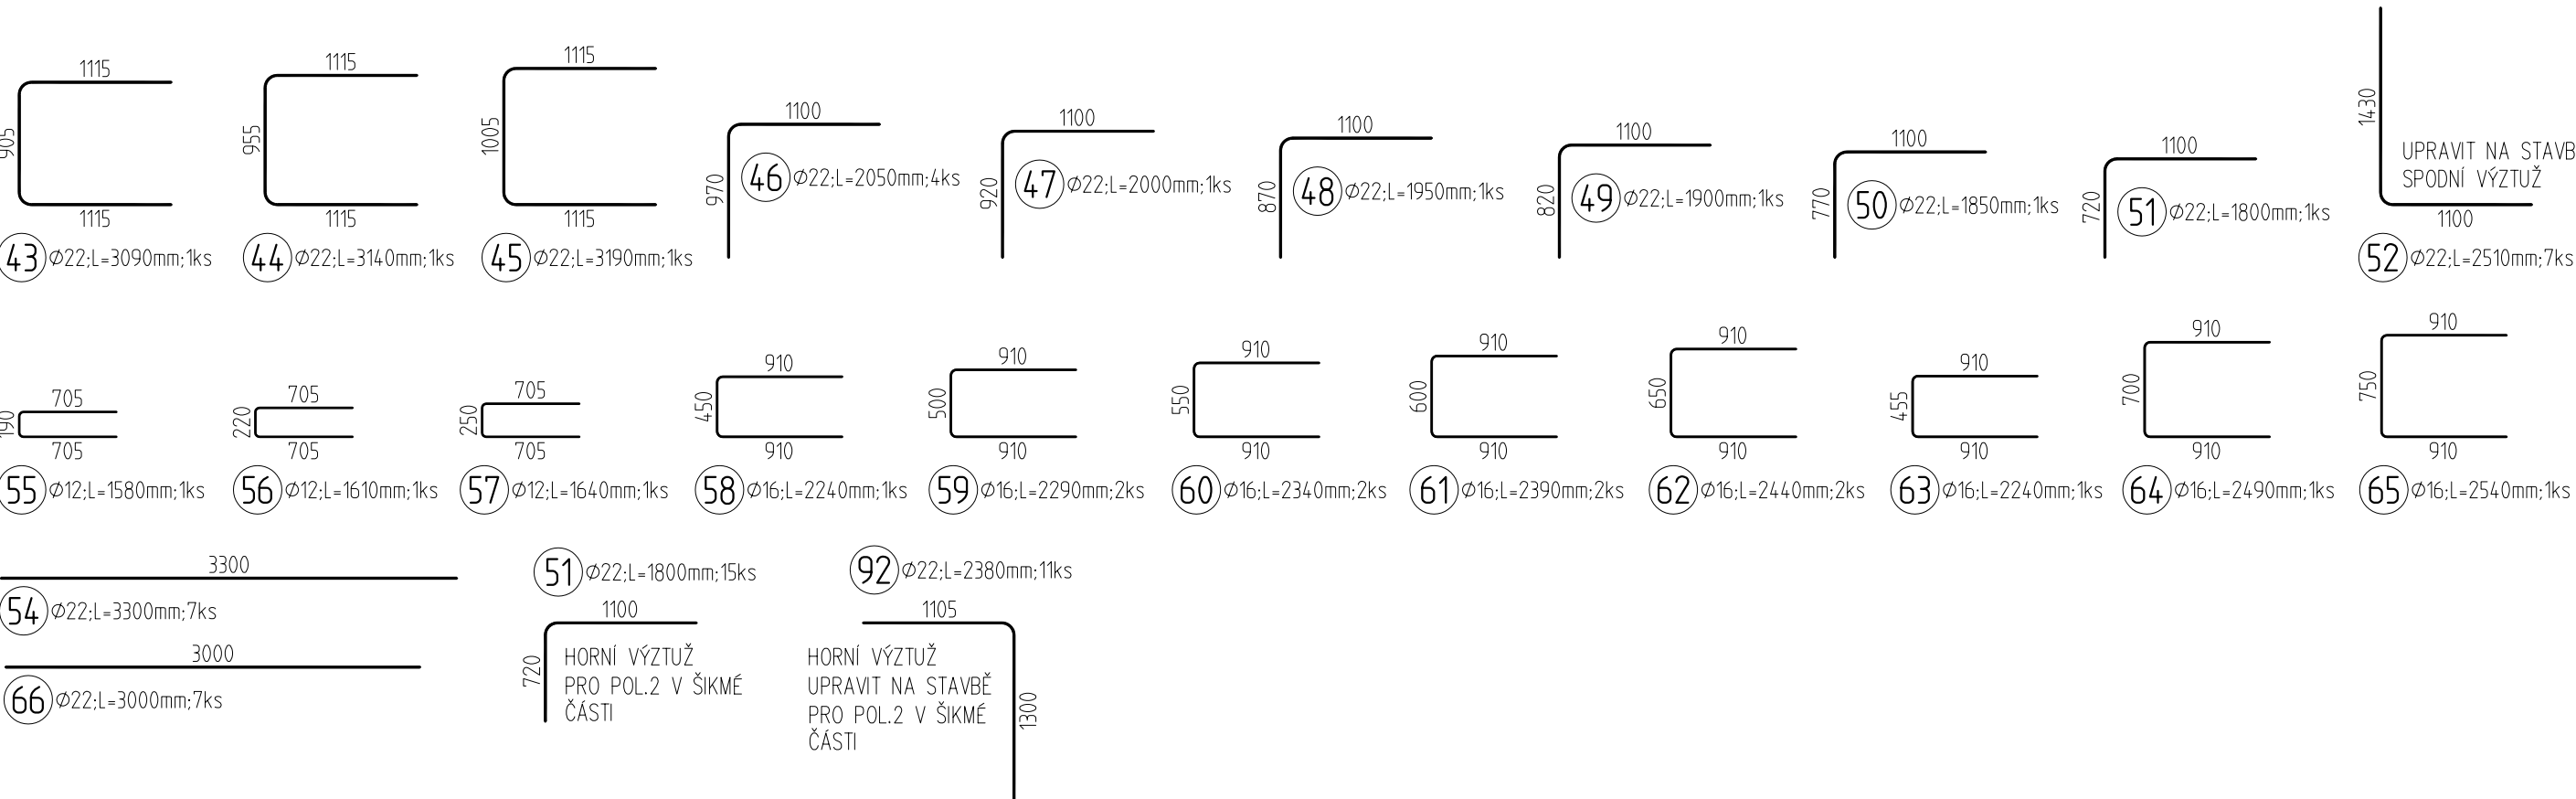 1115
905
1115
43 Ø22;L=3090mm;1ks
1115
955
1115
44 Ø22;L=3140mm;1ks
1115
1005
1115
45 Ø22;L=3190mm;1ks
1100
970
46 Ø22;L=2050mm;4ks
1100
920
47 Ø22;L=2000mm;1ks
1100
870
48 Ø22;L=1950mm;1ks
1100
820
49 Ø22;L=1900mm;1ks
1100
770
50 Ø22;L=1850mm;1ks
1100
720
51 Ø22;L=1800mm;1ks
1430
UPRAVIT NA STAVB
SPODNÍ VÝZTUŽ
1100
52 Ø22;L=2510mm;7ks
705
190
705
55 Ø12;L=1580mm;1ks
705
220
705
56 Ø12;L=1610mm;1ks
705
250
705
57 Ø12;L=1640mm;1ks
910
450
910
58 Ø16;L=2240mm;1ks
910
500
910
59 Ø16;L=2290mm;2ks
910
550
910
60 Ø16;L=2340mm;2ks
910
600
910
61 Ø16;L=2390mm;2ks
910
650
910
62 Ø16;L=2440mm;2ks
910
455
910
63 Ø16;L=2240mm;1ks
910
700
910
64 Ø16;L=2490mm;1ks
910
750
910
65 Ø16;L=2540mm;1ks
3300
54 Ø22;L=3300mm;7ks
3000
66 Ø22;L=3000mm;7ks
51 Ø22;L=1800mm;15ks
1100
720
HORNÍ VÝZTUŽ
PRO POL.2 V ŠIKMÉ
ČÁSTI
92 Ø22;L=2380mm;11ks
1105
HORNÍ VÝZTUŽ
UPRAVIT NA STAVBĚ
PRO POL.2 V ŠIKMÉ
ČÁSTI
1300